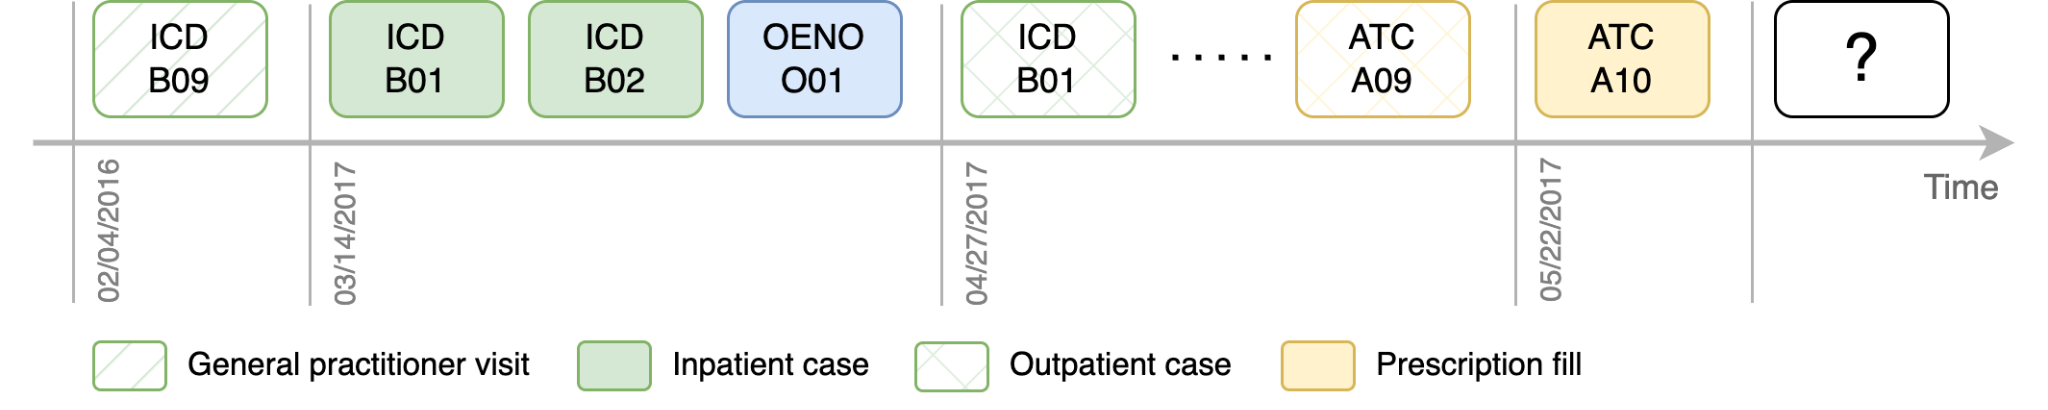 ICD
B09
ICD
B01
ICD
B02
OENO
O01
ICD
B01
.....
ATC
A09
ATC
A10
?
02/04/2016
03/14/2017
04/27/2017
05/22/2017
Time
General practitioner visit
Inpatient case
Outpatient case
Prescription fill